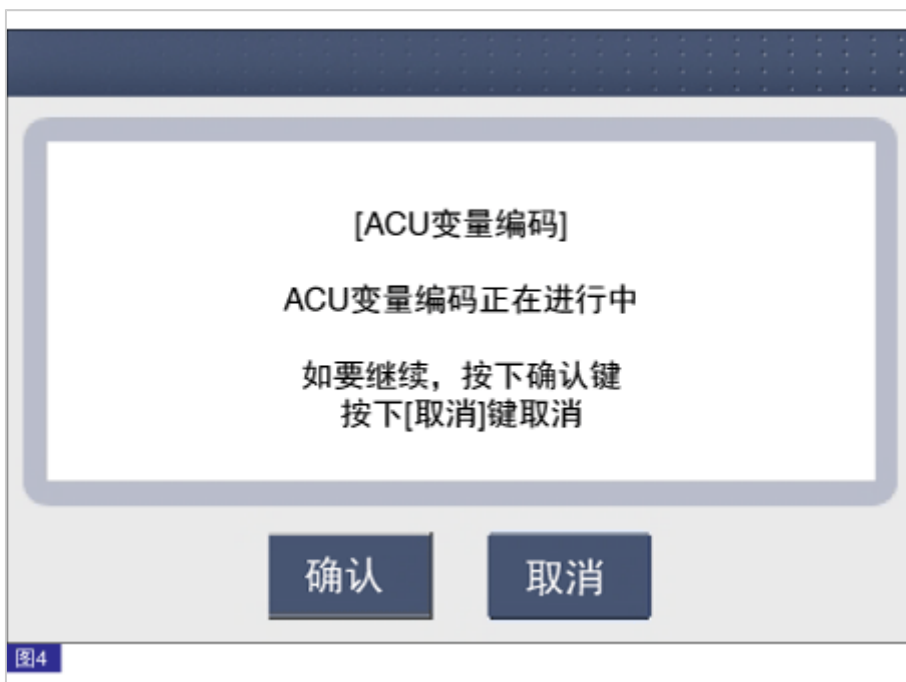 [ACU变量编码]
ACU变量编码正在进行中
如要继续，按下确认键
按下[取消]键取消
确认
取消
图4